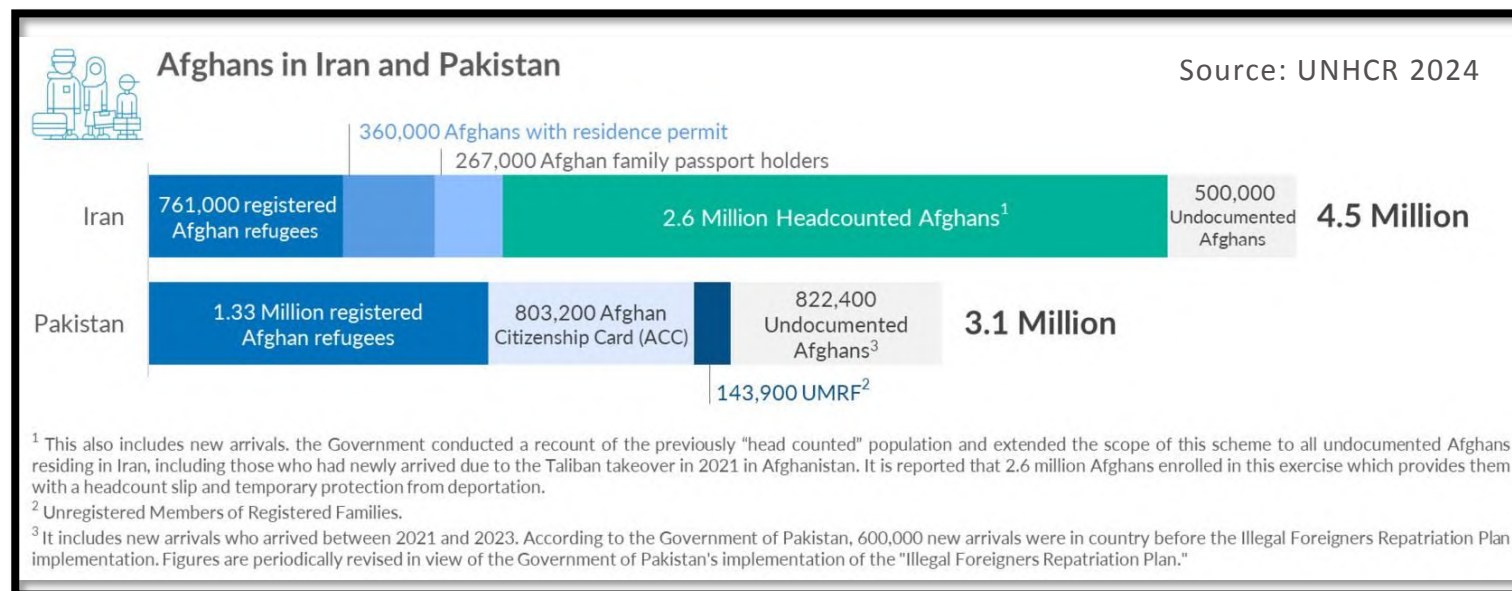 Afghans in Iran and Pakistan
Source: UNHCR 2024
360,000 Afghans with residence permit
267,000 Afghan family passport holders
Iran
761,000 registered
Afghan refugees
2.6 Million Headcounted Afghans¹
500,000
Undocumented
Afghans
4.5 Million
Pakistan
1.33 Million registered
Afghan refugees
803,200 Afghan
Citizenship Card (ACC)
822,400
Undocumented
Afghans³
3.1 Million
143,900 UMRF²
¹ This also includes new arrivals. the Government conducted a recount of the previously "head counted" population and extended the scope of this scheme to all undocumented Afghans
residing in Iran, including those who had newly arrived due to the Taliban takeover in 2021 in Afghanistan. It is reported that 2.6 million Afghans enrolled in this exercise which provides them
with a headcount slip and temporary protection from deportation.
² Unregistered Members of Registered Families.
³ It includes new arrivals who arrived between 2021 and 2023. According to the Government of Pakistan, 600,000 new arrivals were in country before the Illegal Foreigners Repatriation Plan
implementation. Figures are periodically revised in view of the Government of Pakistan's implementation of the "Illegal Foreigners Repatriation Plan."